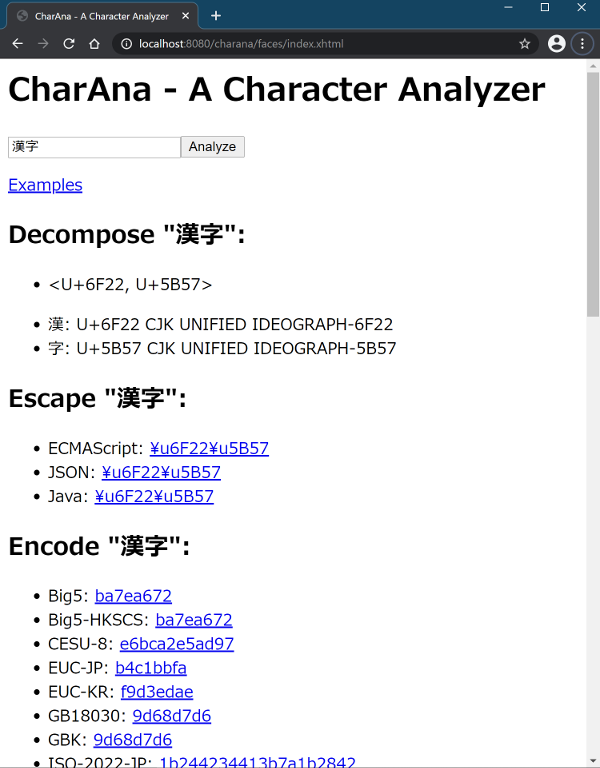 CharAna - A Character Analyzer
localhost:8080/charana/faces/index.xhtml
CharAna - A Character Analyzer
漢字 Analyze
Examples
Decompose "漢字":
<U+6F22, U+5B57>
漢: U+6F22 CJK UNIFIED IDEOGRAPH-6F22
字: U+5B57 CJK UNIFIED IDEOGRAPH-5B57
Escape "漢字":
ECMAScript: ¥u6F22¥u5B57
JSON: ¥u6F22¥u5B57
Java: ¥u6F22¥u5B57
Encode "漢字":
Big5: ba7ea672
Big5-HKSCS: ba7ea672
CESU-8: e6bca2e5ad97
EUC-JP: b4c1bbfa
EUC-KR: f9d3edae
GB18030: 9d68d7d6
GBK: 9d68d7d6
ISO-2022-JP: 1b244234413b7a1b2842